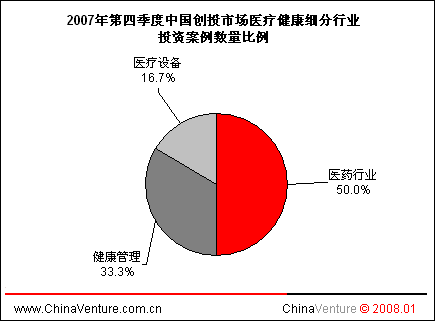 2007年第四季度中国创投市场医疗健康细分行业
投资案例数量比例
医疗设备
16.7%
医药行业
50.0%
健康管理
33.3%
www.ChinaVenture.com.cn
ChinaVenture © 2008.01